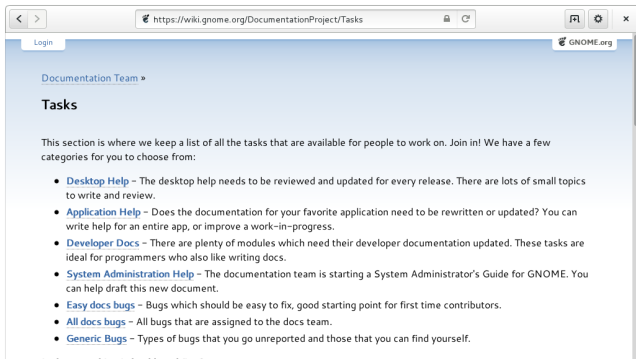 https://wiki.gnome.org/DocumentationProject/Tasks
Login
GNOME.org
Documentation Team »
Tasks
This section is where we keep a list of all the tasks that are available for people to work on. Join in! We have a few
categories for you to choose from:
• Desktop Help – The desktop help needs to be reviewed and updated for every release. There are lots of small topics
to write and review.
• Application Help – Does the documentation for your favorite application need to be rewritten or updated? You can
write help for an entire app, or improve a work-in-progress.
• Developer Docs – There are plenty of modules which need their developer documentation updated. These tasks are
ideal for programmers who also like writing docs.
• System Administration Help – The documentation team is starting a System Administrator's Guide for GNOME. You
can help draft this new document.
• Easy docs bugs – Bugs which should be easy to fix, good starting point for first time contributors.
• All docs bugs – All bugs that are assigned to the docs team.
• Generic Bugs – Types of bugs that you go unreported and those that you can find yourself.